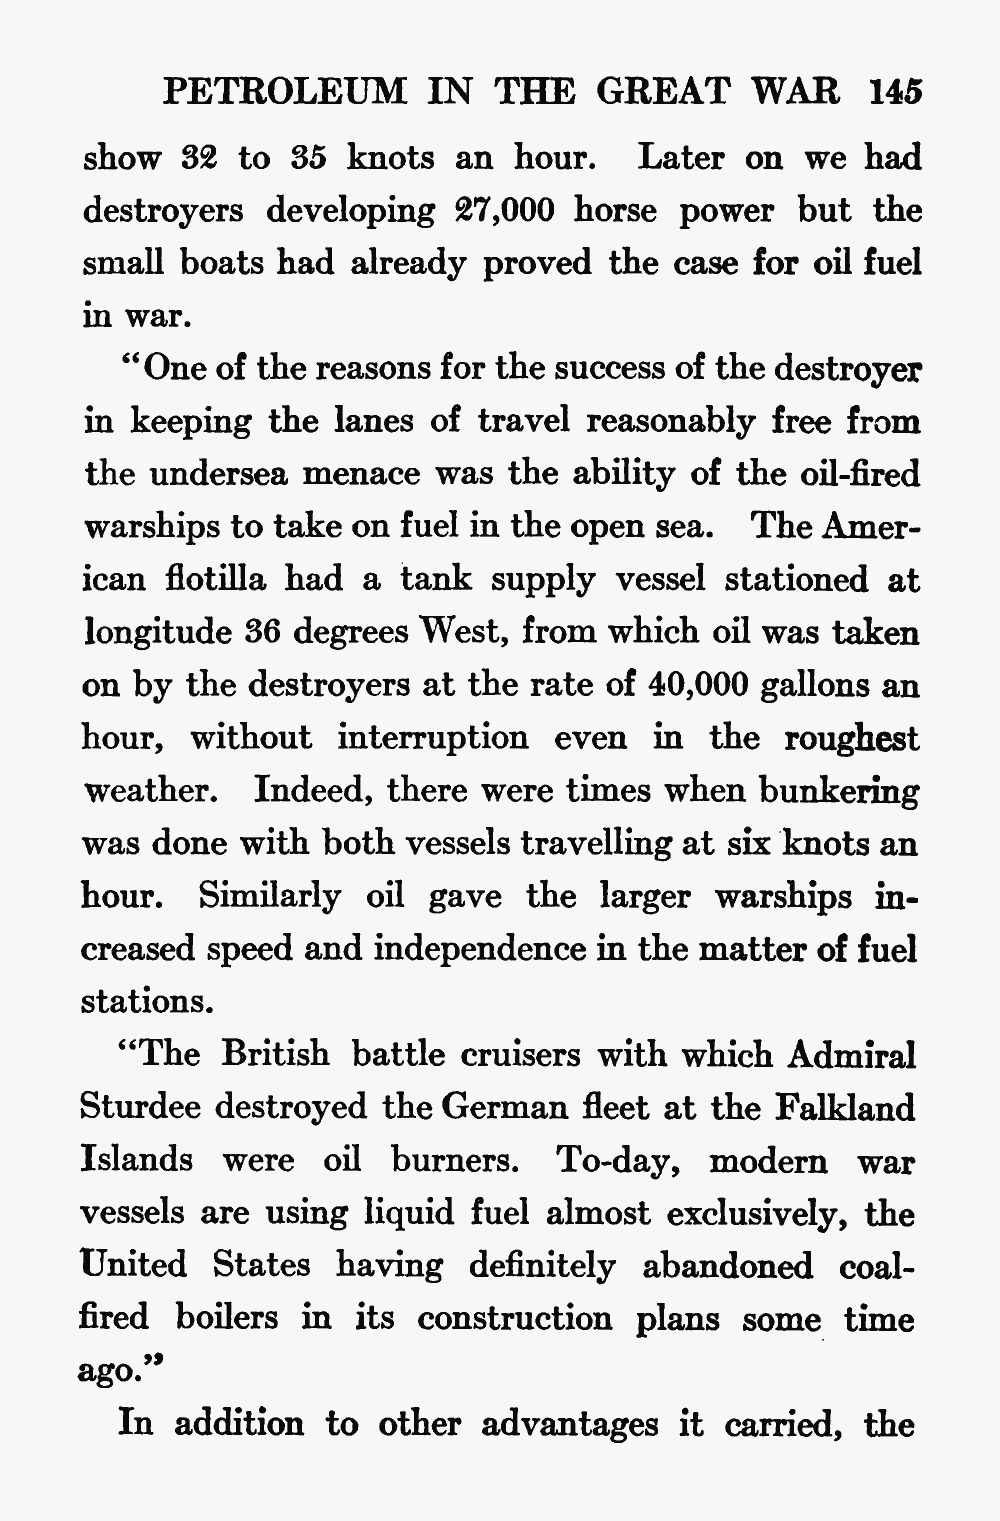 PETROLEUM IN THE GREAT WAR 145
show 32 to 35 knots an hour. Later on we had
destroyers developing 27,000 horse power but the
small boats had already proved the case for oil fuel
in war.
“One of the reasons for the success of the destroyer
in keeping the lanes of travel reasonably free from
the undersea menace was the ability of the oil-fired
warships to take on fuel in the open sea. The Amer-
ican flotilla had a tank supply vessel stationed at
longitude 36 degrees West, from which oil was taken
on by the destroyers at the rate of 40,000 gallons an
hour, without interruption even in the roughest
weather. Indeed, there were times when bunkering
was done with both vessels travelling at six knots an
hour. Similarly oil gave the larger warships in-
creased speed and independence in the matter of fuel
stations.
“The British battle cruisers with which Admiral
Sturdee destroyed the German fleet at the Falkland
Islands were oil burners. To-day, modern war
vessels are using liquid fuel almost exclusively, the
United States having definitely abandoned coal-
fired boilers in its construction plans some time
ago.”
In addition to other advantages it carried, the